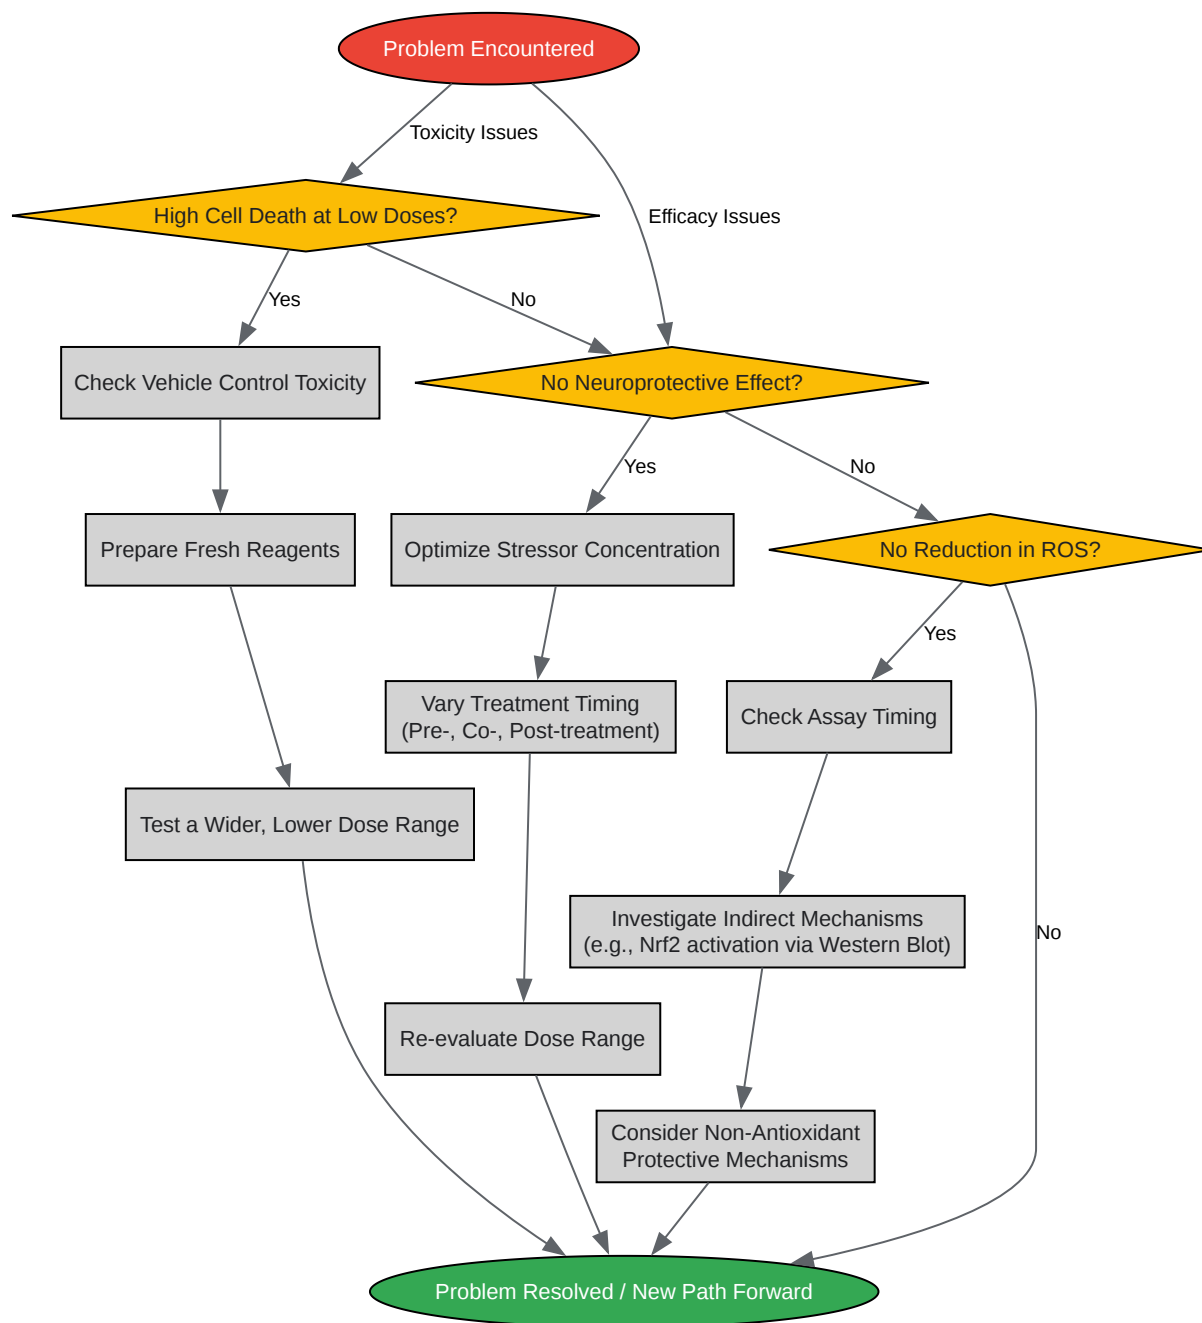 Problem Encountered
Toxicity Issues
High Cell Death at Low Doses?
Efficacy Issues
Yes
No
Check Vehicle Control Toxicity
No Neuroprotective Effect?
Yes
No
Prepare Fresh Reagents
Optimize Stressor Concentration
No Reduction in ROS?
Yes
Vary Treatment Timing
(Pre-, Co-, Post-treatment)
Check Assay Timing
Test a Wider, Lower Dose Range
Investigate Indirect Mechanisms
(e.g., Nrf2 activation via Western Blot)
No
Re-evaluate Dose Range
Consider Non-Antioxidant
Protective Mechanisms
Problem Resolved / New Path Forward